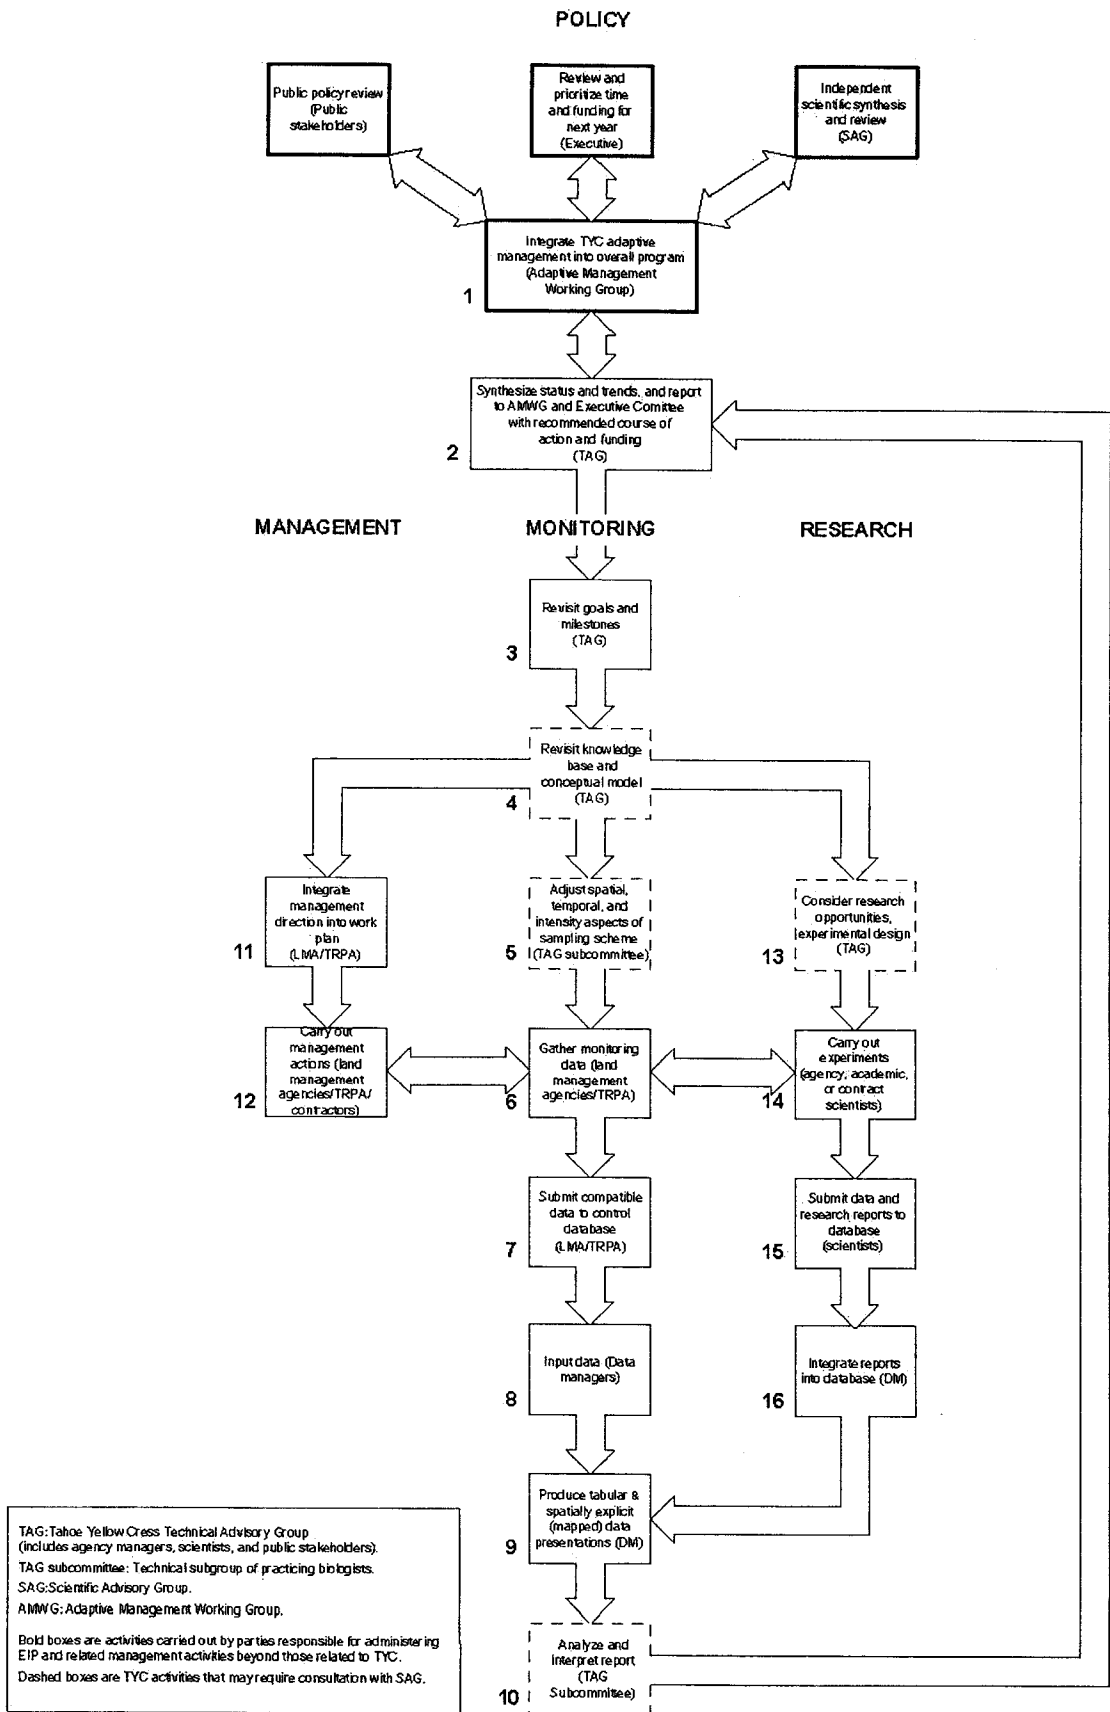 POLICY
Public policy review
(Public
stakeholders)
Review and
prioritize time
and funding for
next year
(Executive)
Independent
scientific synthesis
and review
(SAG)
Integrate TYC adaptive
management into overall program
(Adaptive Management
Working Group)
1
Synthesize status and trends, and report
to AMWG and Executive Comittee
with recommended course of
action and funding
(TAG)
2
MANAGEMENT
MONITORING
RESEARCH
Revisit goals and
milestones
(TAG)
3
Revisit knowledge
base and
conceptual model
(TAG)
4
Integrate
management
direction into work
plan
(LMA/TRPA)
11
Adjust spatial,
temporal, and
intensity aspects of
sampling scheme
(TAG subcommittee)
5
Consider research
opportunities,
experimental design
(TAG)
13
Carry out
management
actions (land
management
agencies/TRPA/
contractors)
12
Gather monitoring
data (land
management
agencies/TRPA)
6
Carry out
experiments
(agency, academic,
or contract
scientists)
14
Submit compatible
data to control
database
(LMA/TRPA)
7
Submit data and
research reports to
database
(scientists)
15
Input data (Data
managers)
8
Integrate reports
into database (DM)
16
Produce tabular &
spatially explicit
(mapped) data
presentations (DM)
9
Analyze and
interpret report
(TAG
Subcommittee)
10
TAG:Tahoe Yellow Cress Technical Advisory Group
(includes agency managers, scientists, and public stakeholders).
TAG subcommittee: Technical subgroup of practicing biologists.
SAG:Scientific Advisory Group.
AMWG: Adaptive Management Working Group.
Bold boxes are activities carried out by parties responsible for administering
EIP and related management activities beyond those related to TYC.
Dashed boxes are TYC activities that may require consultation with SAG.